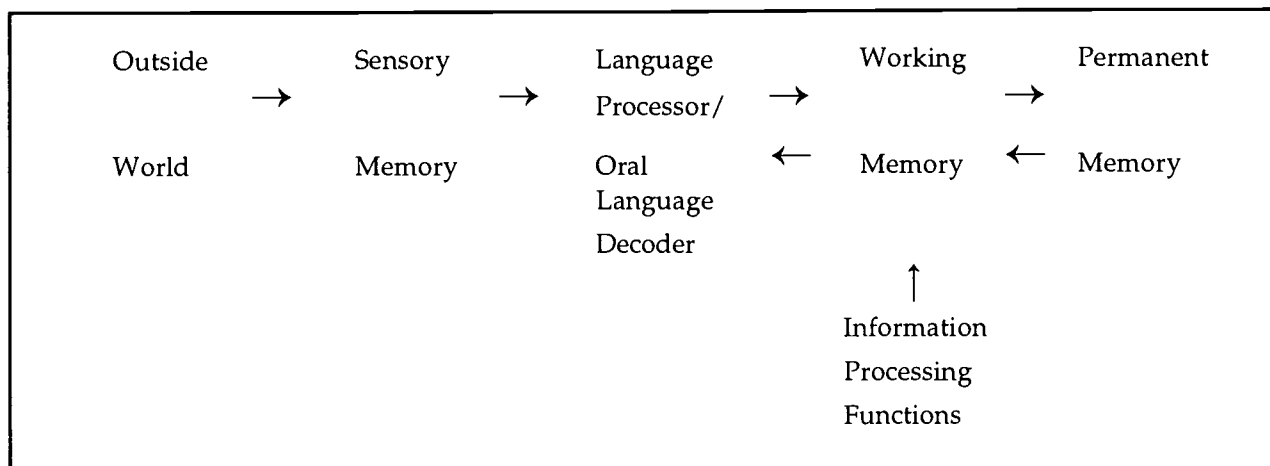 Outside Sensory Language Working Permanent
→ → Processor/ → →
World Memory Oral ← Memory ← Memory
Language
Decoder
↑
Information
Processing
Functions